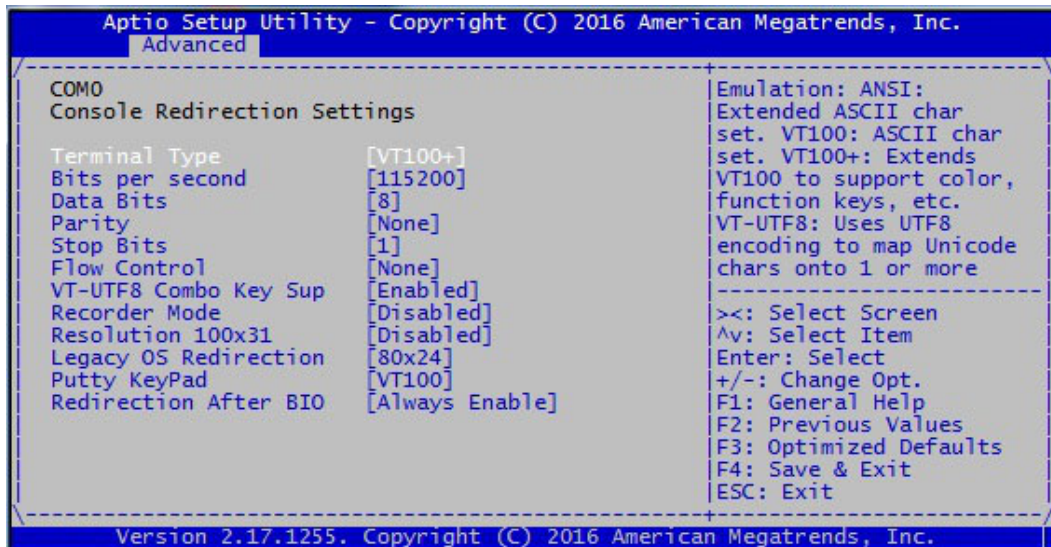 Aptio Setup Utility - Copyright (C) 2016 American Megatrends, Inc.
Advanced
COMO
Console Redirection Settings
Terminal Type [VT100+]
Bits per second [115200]
Data Bits [8]
Parity [None]
Stop Bits [1]
Flow Control [None]
VT-UTF8 Combo Key Sup [Enabled]
Recorder Mode [Disabled]
Resolution 100x31 [Disabled]
Legacy OS Redirection [80x24]
Putty KeyPad [VT100]
Redirection After BIO [Always Enable]
Emulation: ANSI:
Extended ASCII char
set. VT100: ASCII char
set. VT100+: Extends
VT100 to support color,
function keys, etc.
VT-UTF8: Uses UTF8
encoding to map Unicode
chars onto 1 or more
><: Select Screen
^v: Select Item
Enter: Select
+/-: Change Opt.
F1: General Help
F2: Previous Values
F3: Optimized Defaults
F4: Save & Exit
ESC: Exit
Version 2.17.1255. Copyright (C) 2016 American Megatrends, Inc.